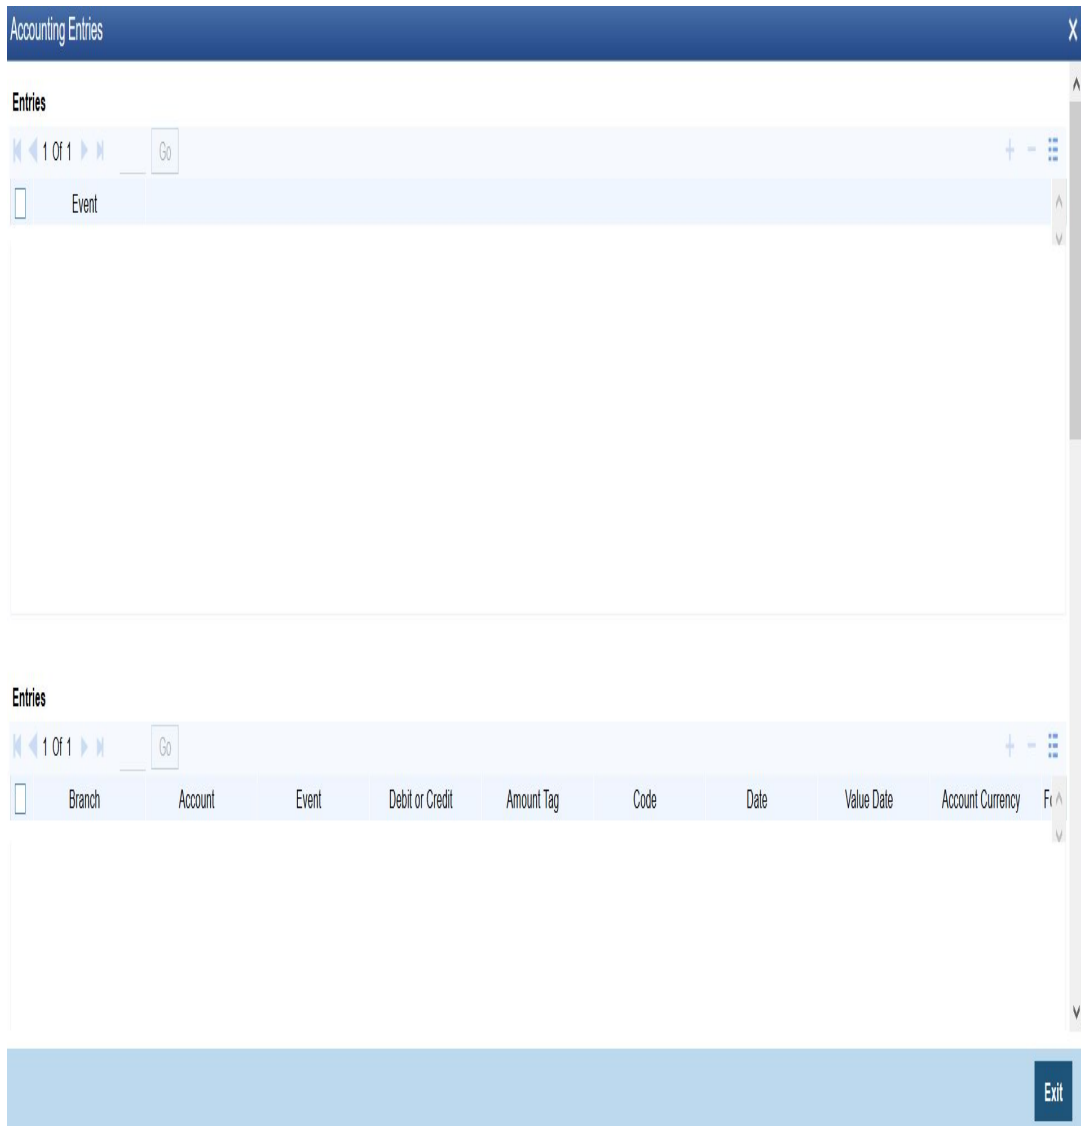 Accounting Entries X
Entries
1 Of 1 Go
Event
Entries
1 Of 1 Go
Branch Account Event Debit or Credit Amount Tag Code Date Value Date Account Currency
Exit